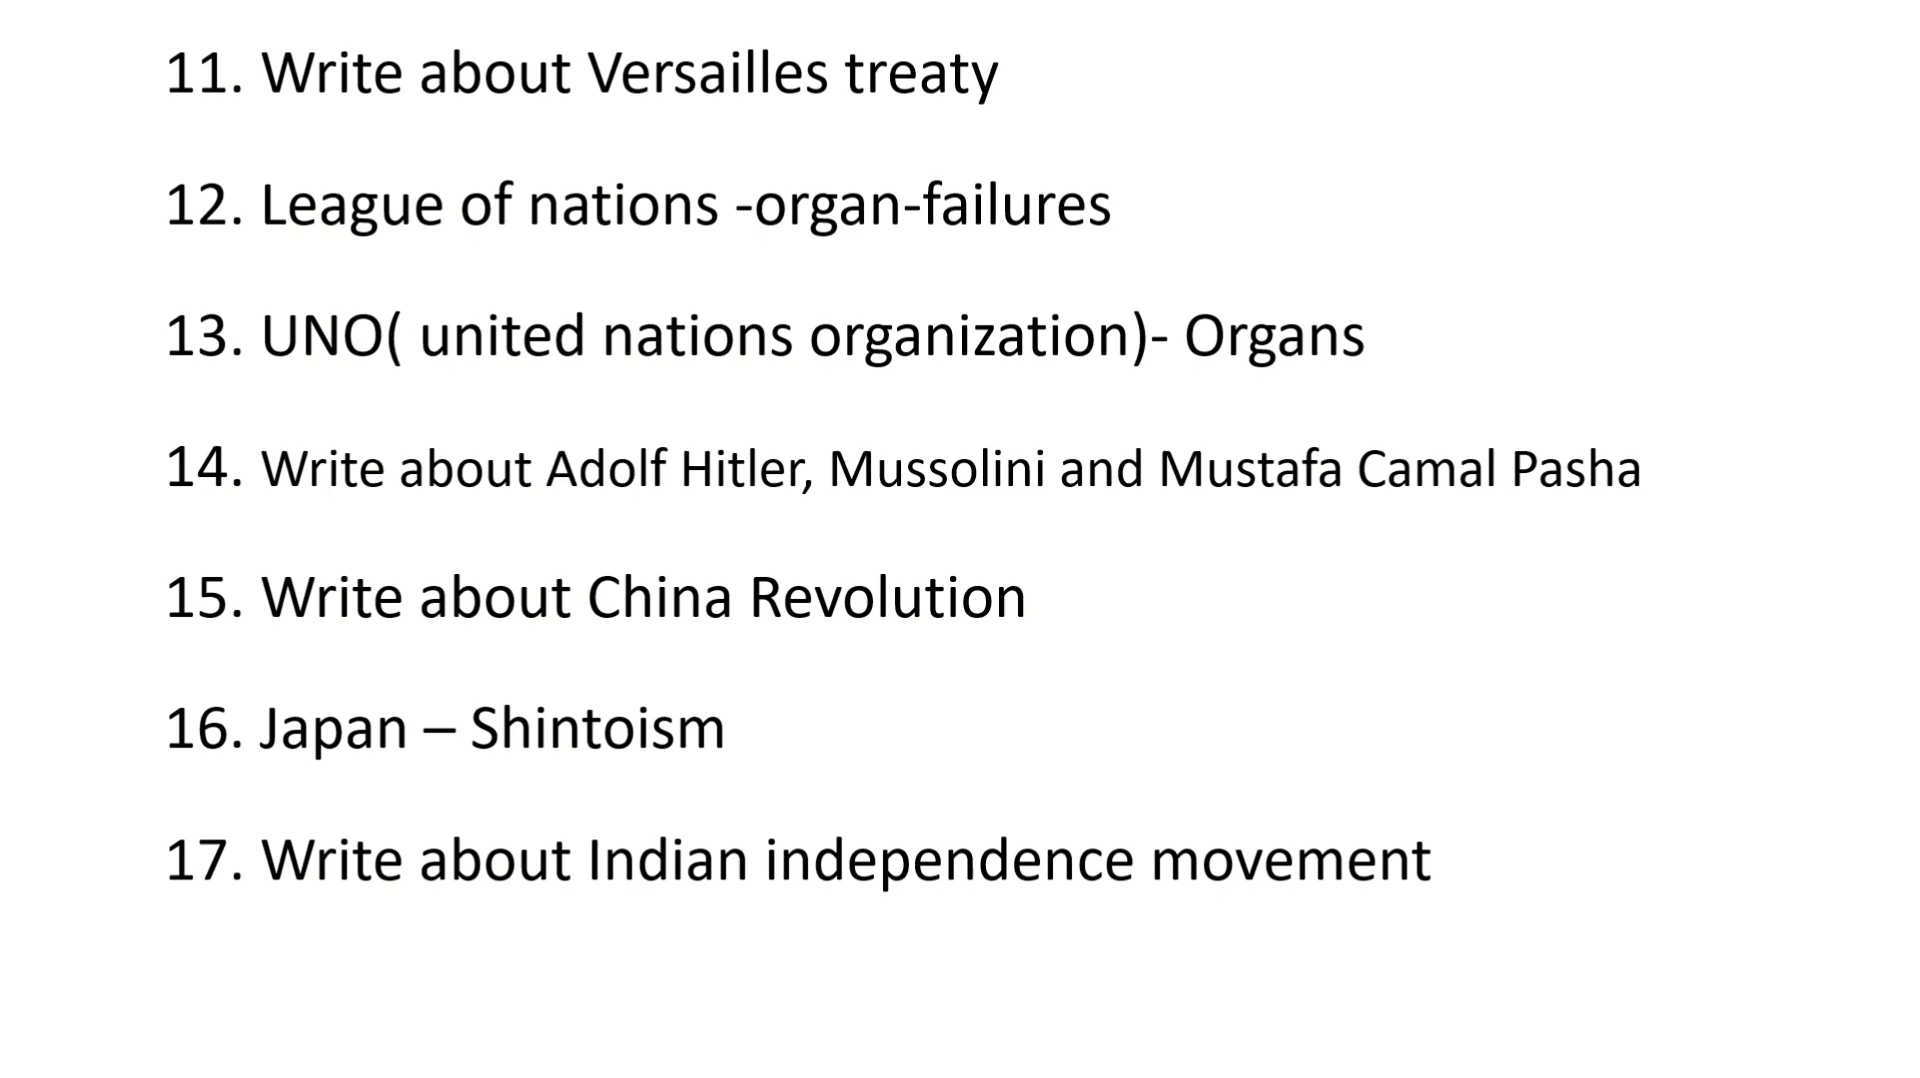 11. Write about Versailles treaty
12. League of nations -organ-failures
13. UNO( united nations organization)- Organs
14. Write about Adolf Hitler, Mussolini and Mustafa Camal Pasha
15. Write about China Revolution
16. Japan – Shintoism
17. Write about Indian independence movement